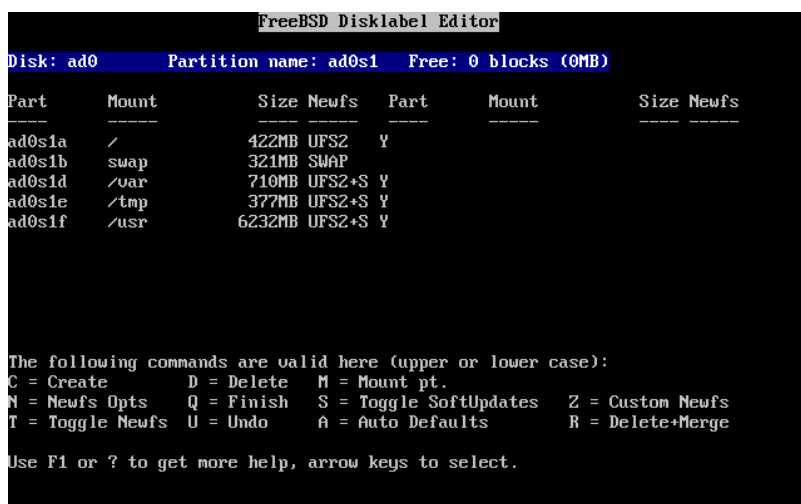 FreeBSD Disklabel Editor
Disk: ad0 Partition name: ad0s1 Free: 0 blocks (0MB)
Part Mount Size Newfs Part Mount Size Newfs
---- ----- ---- ----- ---- ----- ---- -----
ad0s1a / 422MB UFS2 Y
ad0s1b swap 321MB SWAP
ad0s1d /var 710MB UFS2+S Y
ad0s1e /tmp 377MB UFS2+S Y
ad0s1f /usr 6232MB UFS2+S Y
The following commands are valid here (upper or lower case):
C = Create D = Delete M = Mount pt.
N = Newfs Opts Q = Finish S = Toggle SoftUpdates Z = Custom Newfs
T = Toggle Newfs U = Undo A = Auto Defaults R = Delete+Merge
Use F1 or ? to get more help, arrow keys to select.